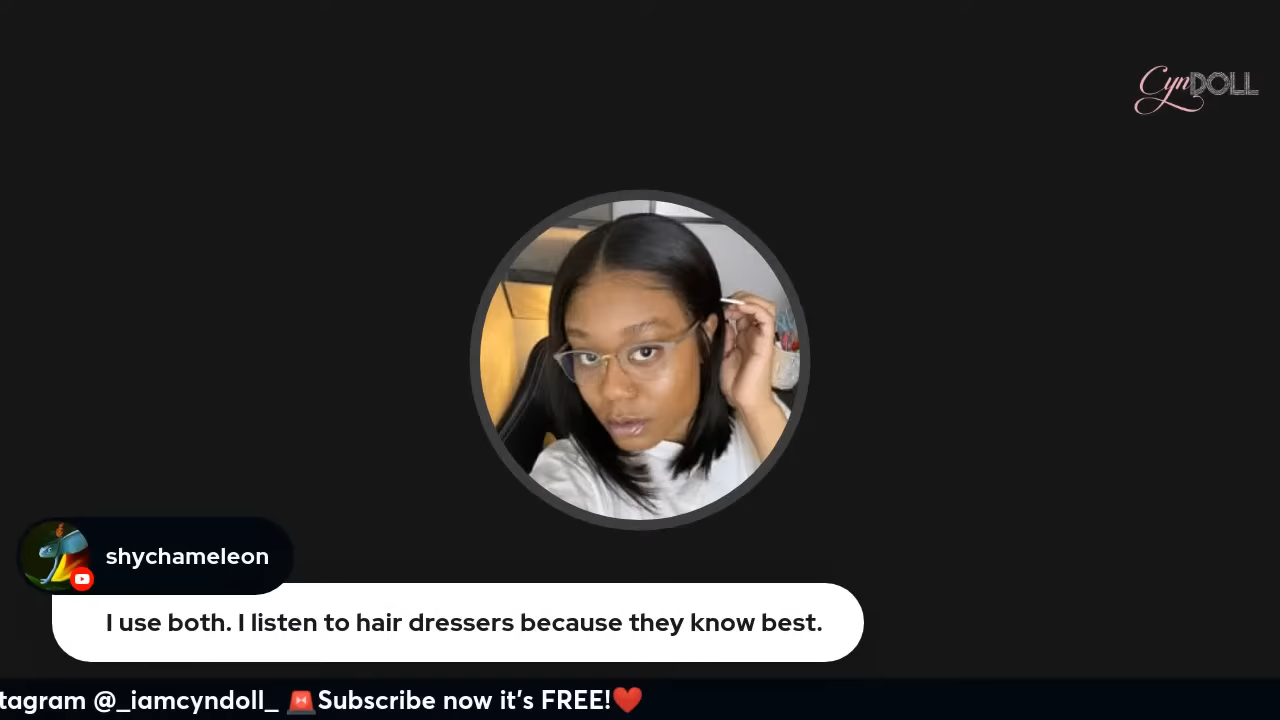 CynDOLL
shychameleon
I use both. I listen to hair dressers because they know best.
tagram @_iamcyndoll_ 🚨Subscribe now it's FREE!❤️